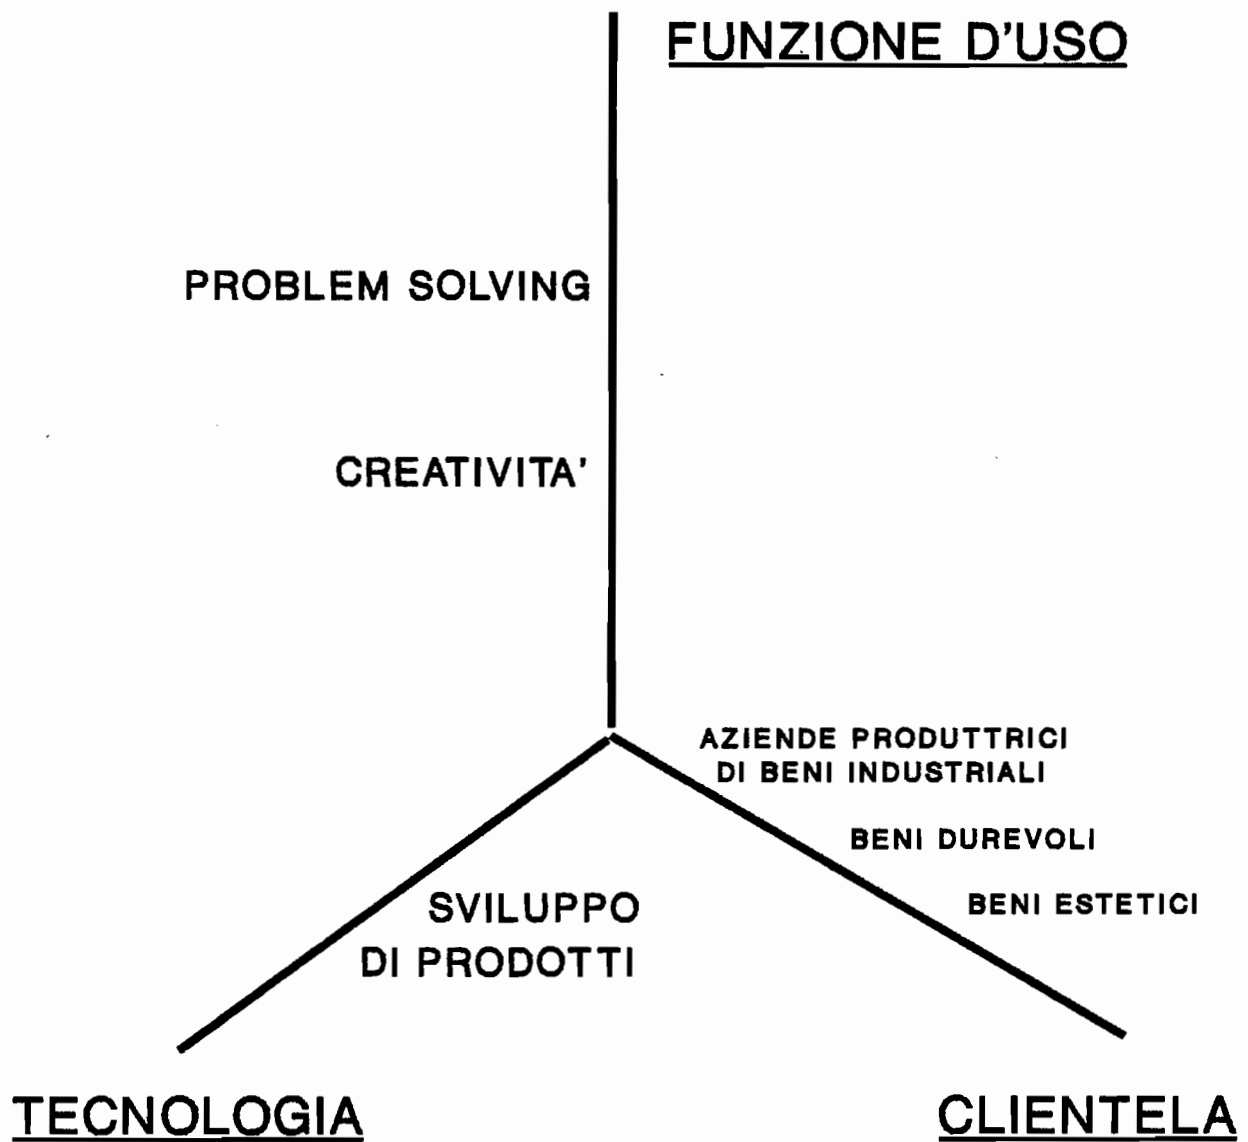 FUNZIONE D'USO
PROBLEM SOLVING
CREATIVITA'
AZIENDE PRODUTTRICI
DI BENI INDUSTRIALI
BENI DUREVOLI
BENI ESTETICI
SVILUPPO
DI PRODOTTI
TECNOLOGIA
CLIENTELA